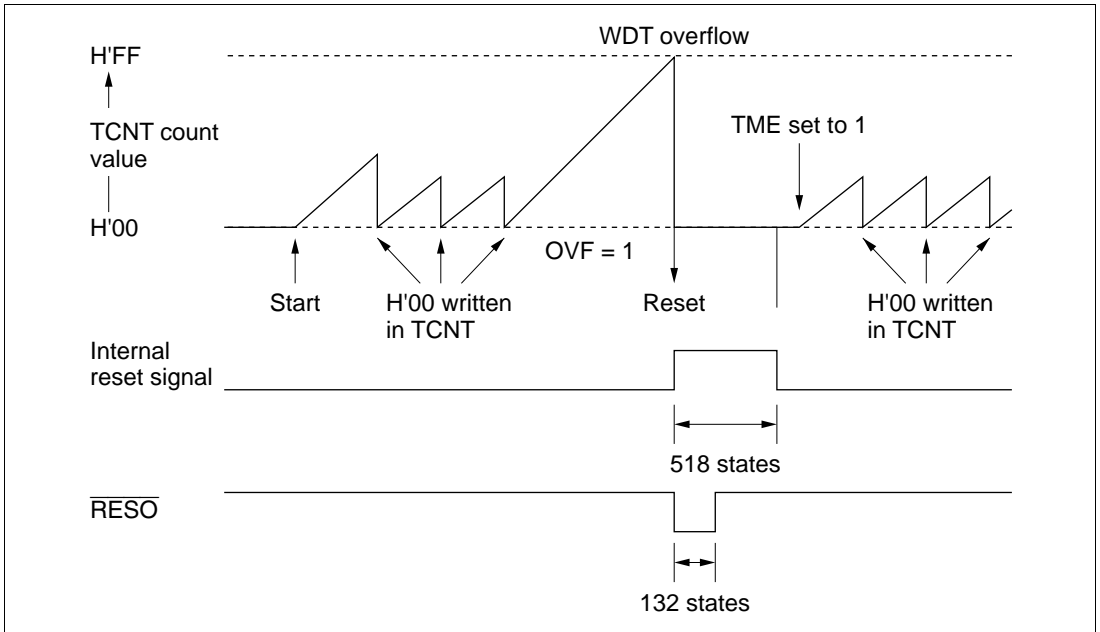 WDT overflow
H'FF
TCNT count
value
TME set to 1
H'00
OVF = 1
Start
H'00 written
in TCNT
Reset
H'00 written
in TCNT
Internal
reset signal
518 states
RESO
132 states